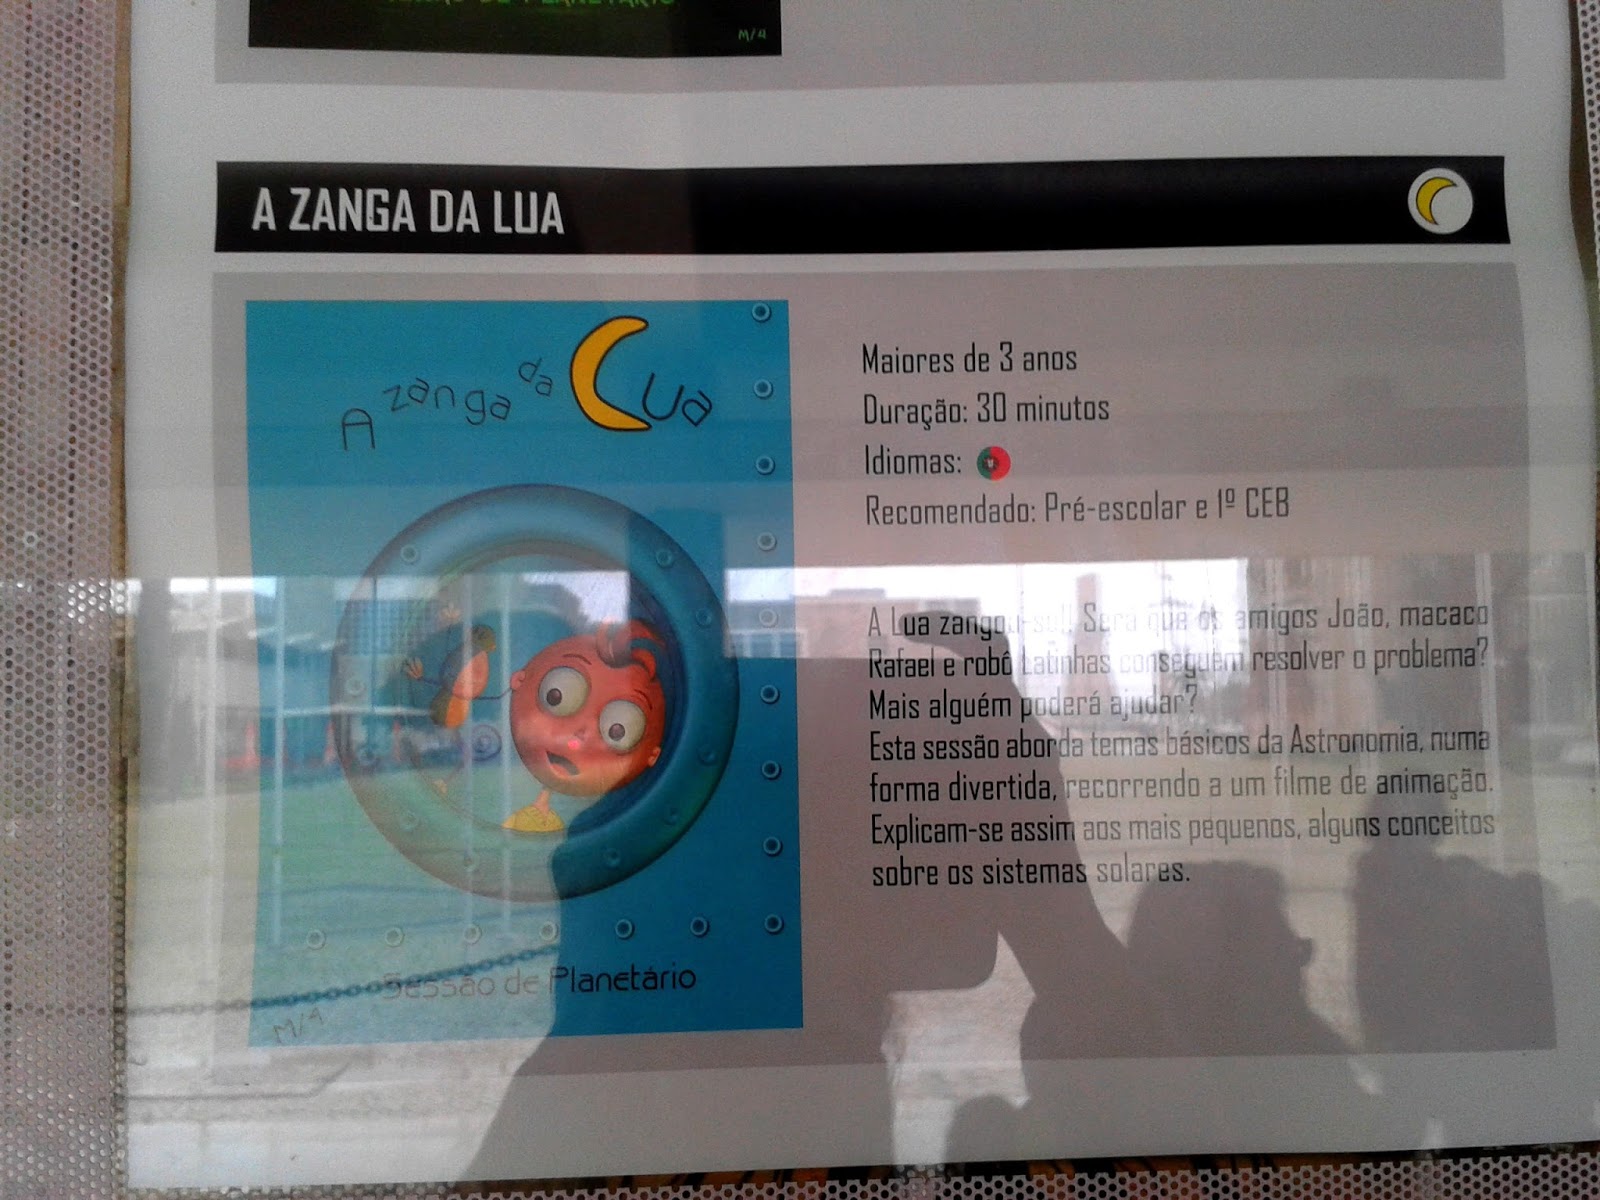 DE PLANETÁRIO
M/4
A ZANGA DA LUA
A zanga da Lua
Maiores de 3 anos
Duração: 30 minutos
Idiomas:
Recomendado: Pré-escolar e 1º CEB
A Lua zangou-se!! Será que os amigos João, macaco
Rafael e robô Latinhas conseguem resolver o problema?
Mais alguém poderá ajudar?
Esta sessão aborda temas básicos da Astronomia, numa
forma divertida, recorrendo a um filme de animação.
Explicam-se assim aos mais pequenos, alguns conceitos
sobre os sistemas solares.
Sessão de Planetário
M/4